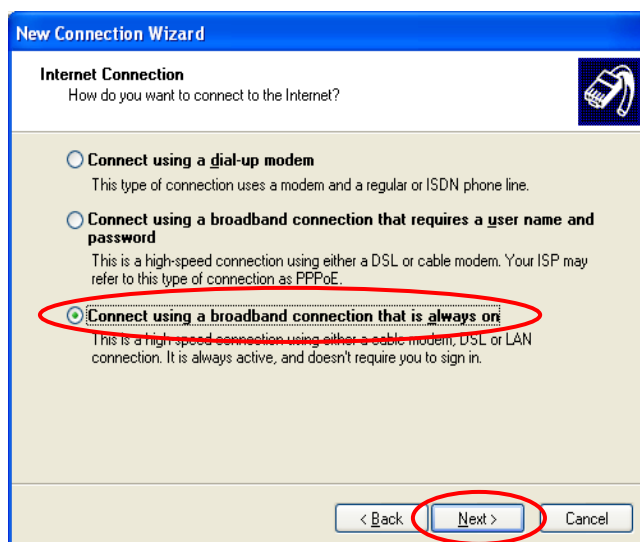 New Connection Wizard
Internet Connection
How do you want to connect to the Internet?
Connect using a dial-up modem
This type of connection uses a modem and a regular or ISDN phone line.
Connect using a broadband connection that requires a user name and
password
This is a high-speed connection using either a DSL or cable modem. Your ISP may
refer to this type of connection as PPPoE.
Connect using a broadband connection that is always on
This is a high-speed connection using either a cable modem, DSL or LAN
connection. It is always active, and doesn't require you to sign in.
< Back
Next >
Cancel